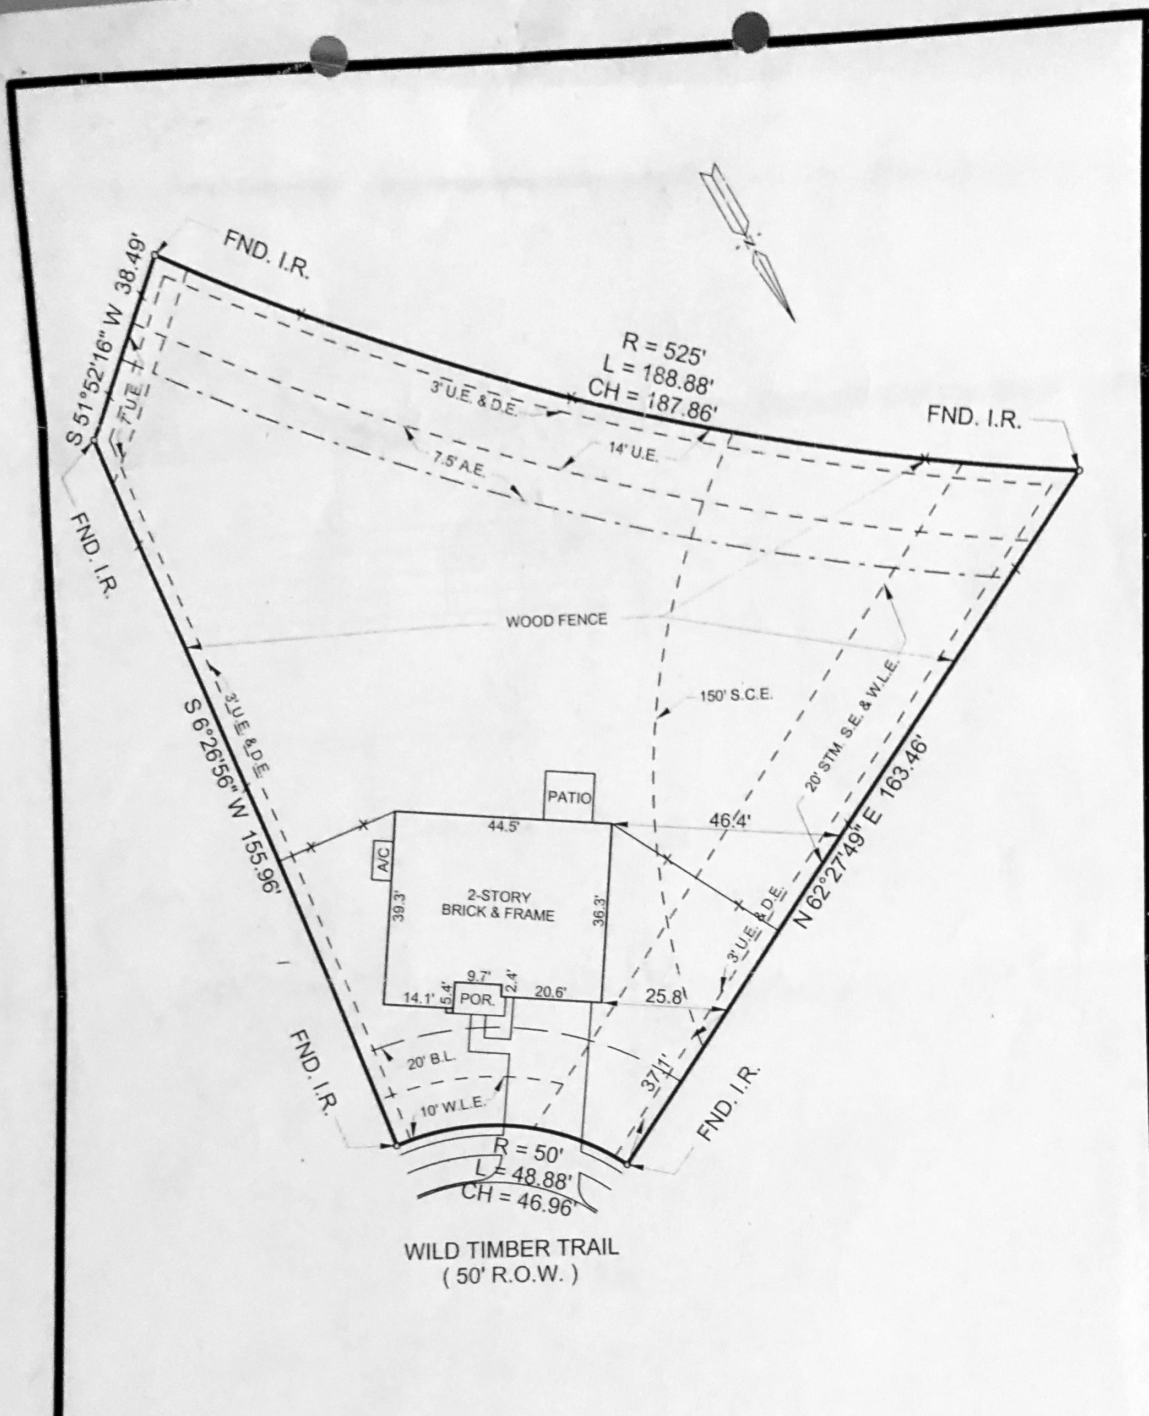 N
FND. I.R.
S 51°52'16" W 38.49'
R = 525'
L = 188.88'
CH = 187.86'
FND. I.R.
3' U.E. & D.E.
14' U.E.
7.5' A.E.
7' U.E.
FND. I.R.
WOOD FENCE
150' S.C.E.
20' STM. S.E. & W.L.E.
3' U.E. & D.E.
S 6°26'56" W 155.96'
N 62°27'49" E 163.46'
PATIO
44.5'
46.4'
A/C
39.3'
2-STORY
BRICK & FRAME
36.3'
3' U.E. & D.E.
9.7'
2.4'
14.1'
5.4'
POR.
20.6'
25.8'
20' B.L.
37.1'
10' W.L.E.
FND. I.R.
FND. I.R.
R = 50'
L = 48.88'
CH = 46.96'
WILD TIMBER TRAIL
( 50' R.O.W. )